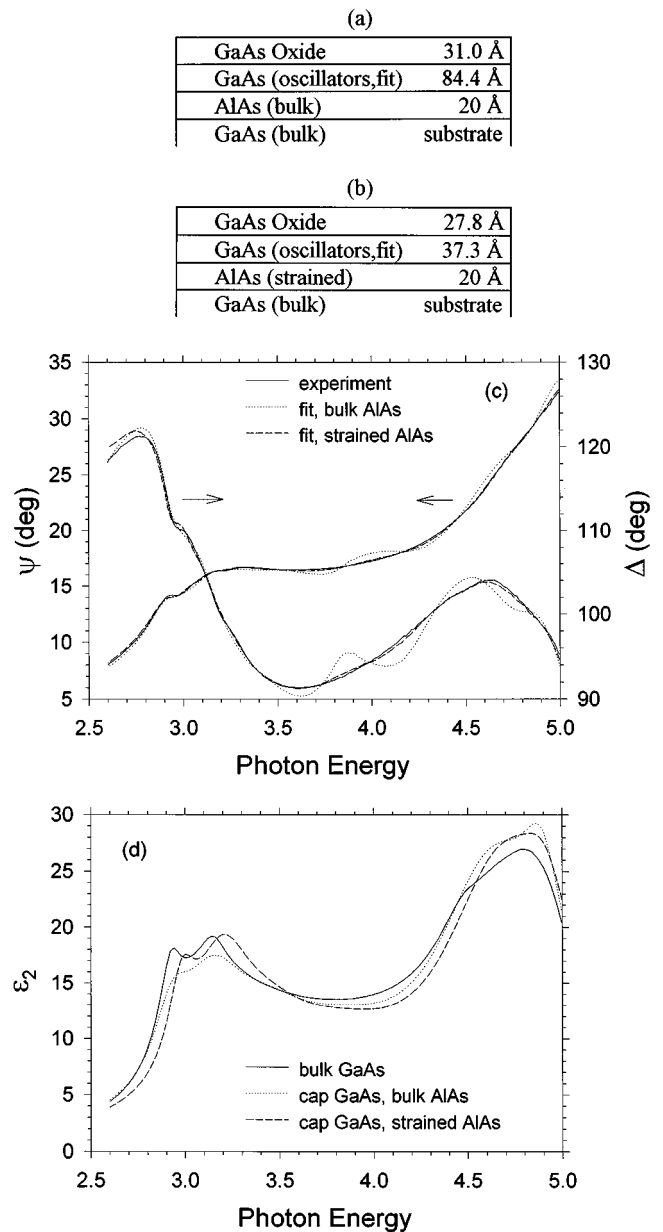 (a)
GaAs Oxide 31.0 Å
GaAs (oscillators,fit) 84.4 Å
AlAs (bulk) 20 Å
GaAs (bulk) substrate
(b)
GaAs Oxide 27.8 Å
GaAs (oscillators,fit) 37.3 Å
AlAs (strained) 20 Å
GaAs (bulk) substrate
35 130
experiment (c)
fit, bulk AlAs
fit, strained AlAs
30
25 120
20 110
15 100
10
5 90
ψ (deg)
Δ (deg)
2.5 3.0 3.5 4.0 4.5 5.0
Photon Energy
30
(d)
25
20
15
10
5
0
ε₂
bulk GaAs
cap GaAs, bulk AlAs
cap GaAs, strained AlAs
2.5 3.0 3.5 4.0 4.5 5.0
Photon Energy